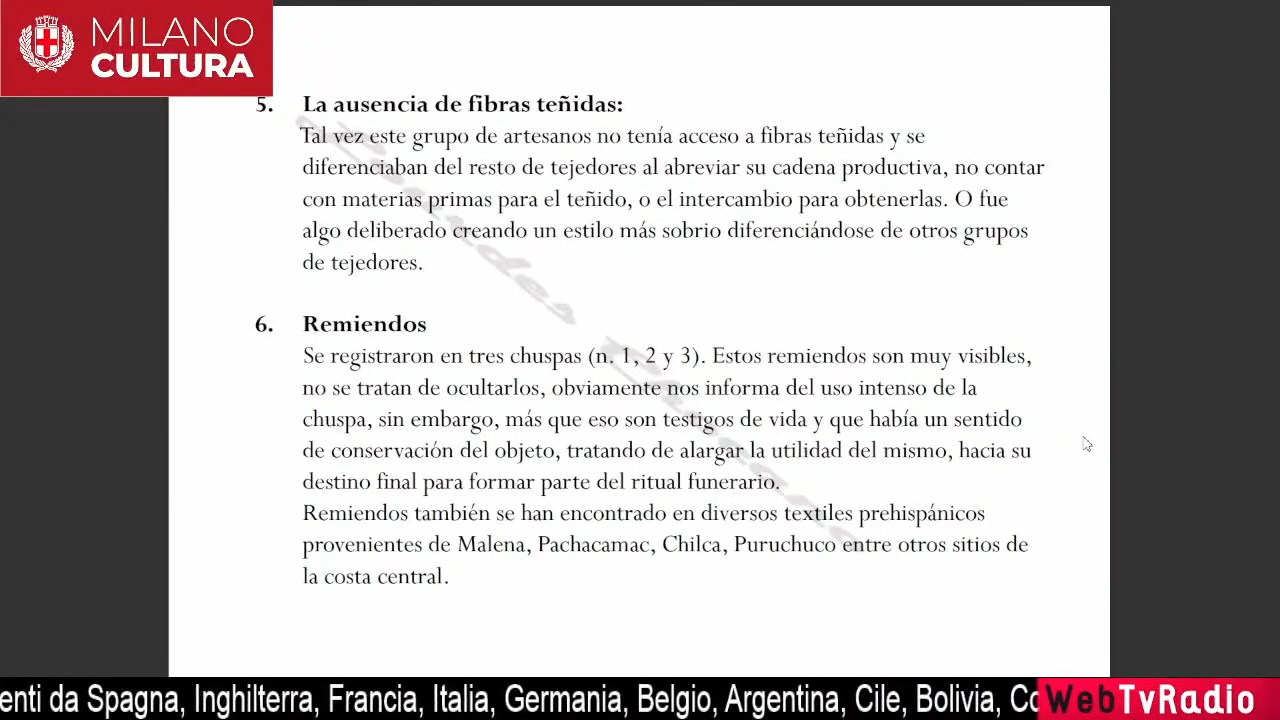 MILANO
CULTURA
5. La ausencia de fibras teñidas:
Tal vez este grupo de artesanos no tenía acceso a fibras teñidas y se
diferenciaban del resto de tejedores al abreviar su cadena productiva, no contar
con materias primas para el teñido, o el intercambio para obtenerlas. O fue
algo deliberado creando un estilo más sobrio diferenciándose de otros grupos
de tejedores.
6. Remiendos
Se registraron en tres chuspas (n. 1, 2 y 3). Estos remiendos son muy visibles,
no se tratan de ocultarlos, obviamente nos informa del uso intenso de la
chuspa, sin embargo, más que eso son testigos de vida y que había un sentido
de conservación del objeto, tratando de alargar la utilidad del mismo, hacia su
destino final para formar parte del ritual funerario.
Remiendos también se han encontrado en diversos textiles prehispánicos
provenientes de Malena, Pachacamac, Chilca, Puruchuco entre otros sitios de
la costa central.
enti da Spagna, Inghilterra, Francia, Italia, Germania, Belgio, Argentina, Cile, Bolivia, Co
WebTvRadio